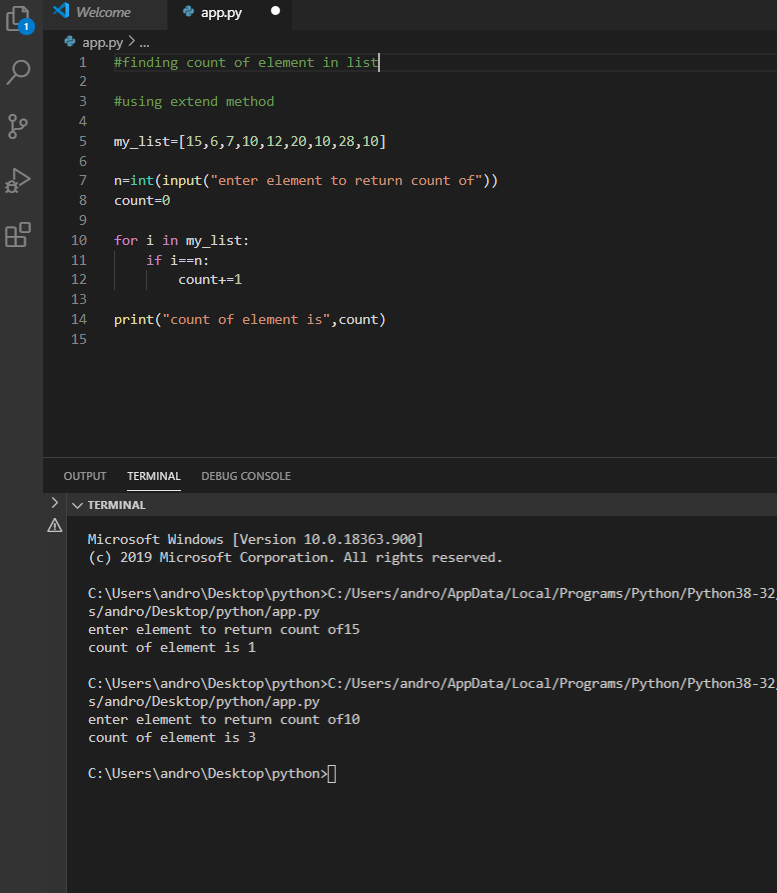 Welcome
app.py
1
app.py > ...
1 #finding count of element in list
2
3 #using extend method
4
5 my_list=[15,6,7,10,12,20,10,28,10]
6
7 n=int(input("enter element to return count of"))
8 count=0
9
10 for i in my_list:
11     if i==n:
12         count+=1
13
14 print("count of element is",count)
15
OUTPUT TERMINAL DEBUG CONSOLE
TERMINAL
Microsoft Windows [Version 10.0.18363.900]
(c) 2019 Microsoft Corporation. All rights reserved.
C:\Users\andro\Desktop\python>C:/Users/andro/AppData/Local/Programs/Python/Python38-32/
s/andro/Desktop/python/app.py
enter element to return count of15
count of element is 1
C:\Users\andro\Desktop\python>C:/Users/andro/AppData/Local/Programs/Python/Python38-32/
s/andro/Desktop/python/app.py
enter element to return count of10
count of element is 3
C:\Users\andro\Desktop\python>